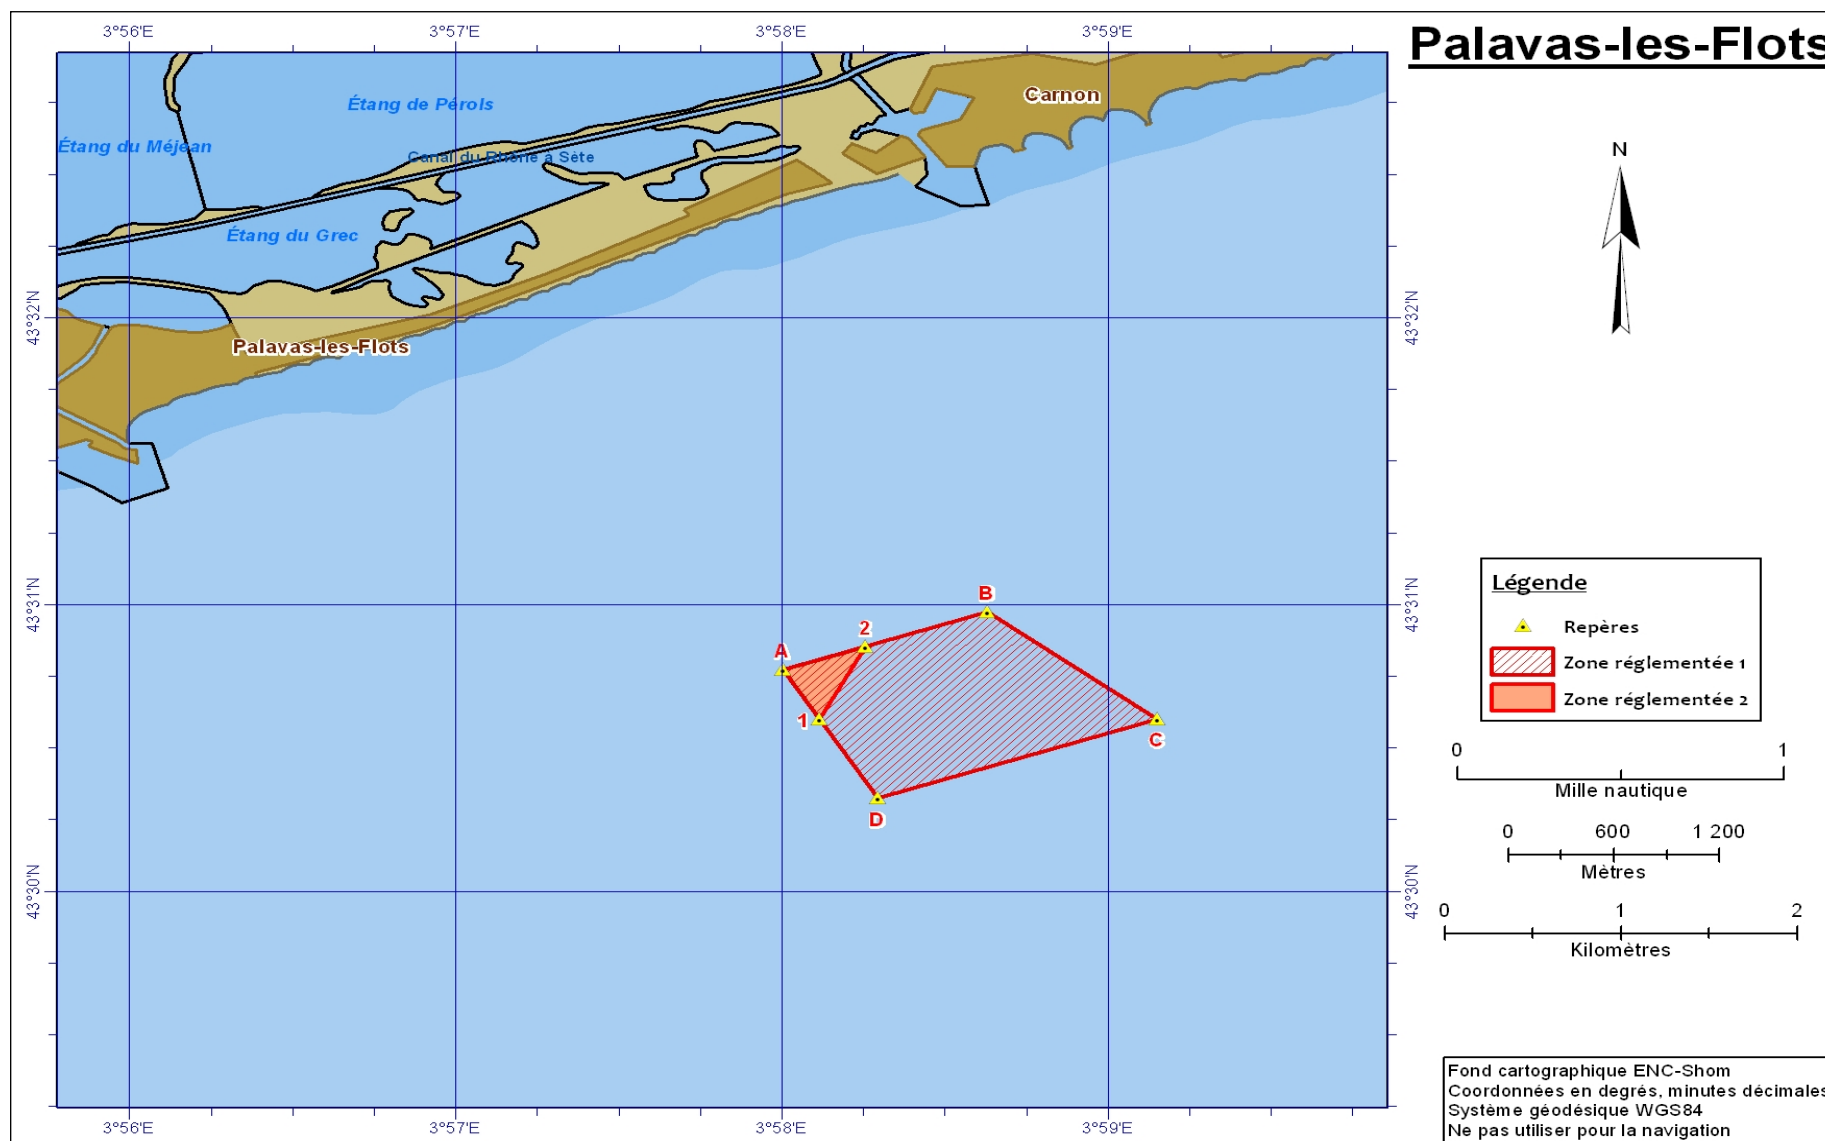 3°56'E
3°57'E
3°58'E
3°59'E
Palavas-les-Flots
Étang de Pérols
Carnon
Étang du Méjean
Canal du Rhône à Sète
N
Étang du Grec
43°32'N
43°32'N
Palavas-les-Flots
43°31'N
43°31'N
B
2
A
1
C
D
Légende
Repères
Zone réglementée 1
Zone réglementée 2
0
1
Mille nautique
0
600
1 200
Mètres
43°30'N
43°30'N
0
1
2
Kilomètres
Fond cartographique ENC-Shom
Coordonnées en degrés, minutes décimales
Système géodésique WGS84
Ne pas utiliser pour la navigation
3°56'E
3°57'E
3°58'E
3°59'E